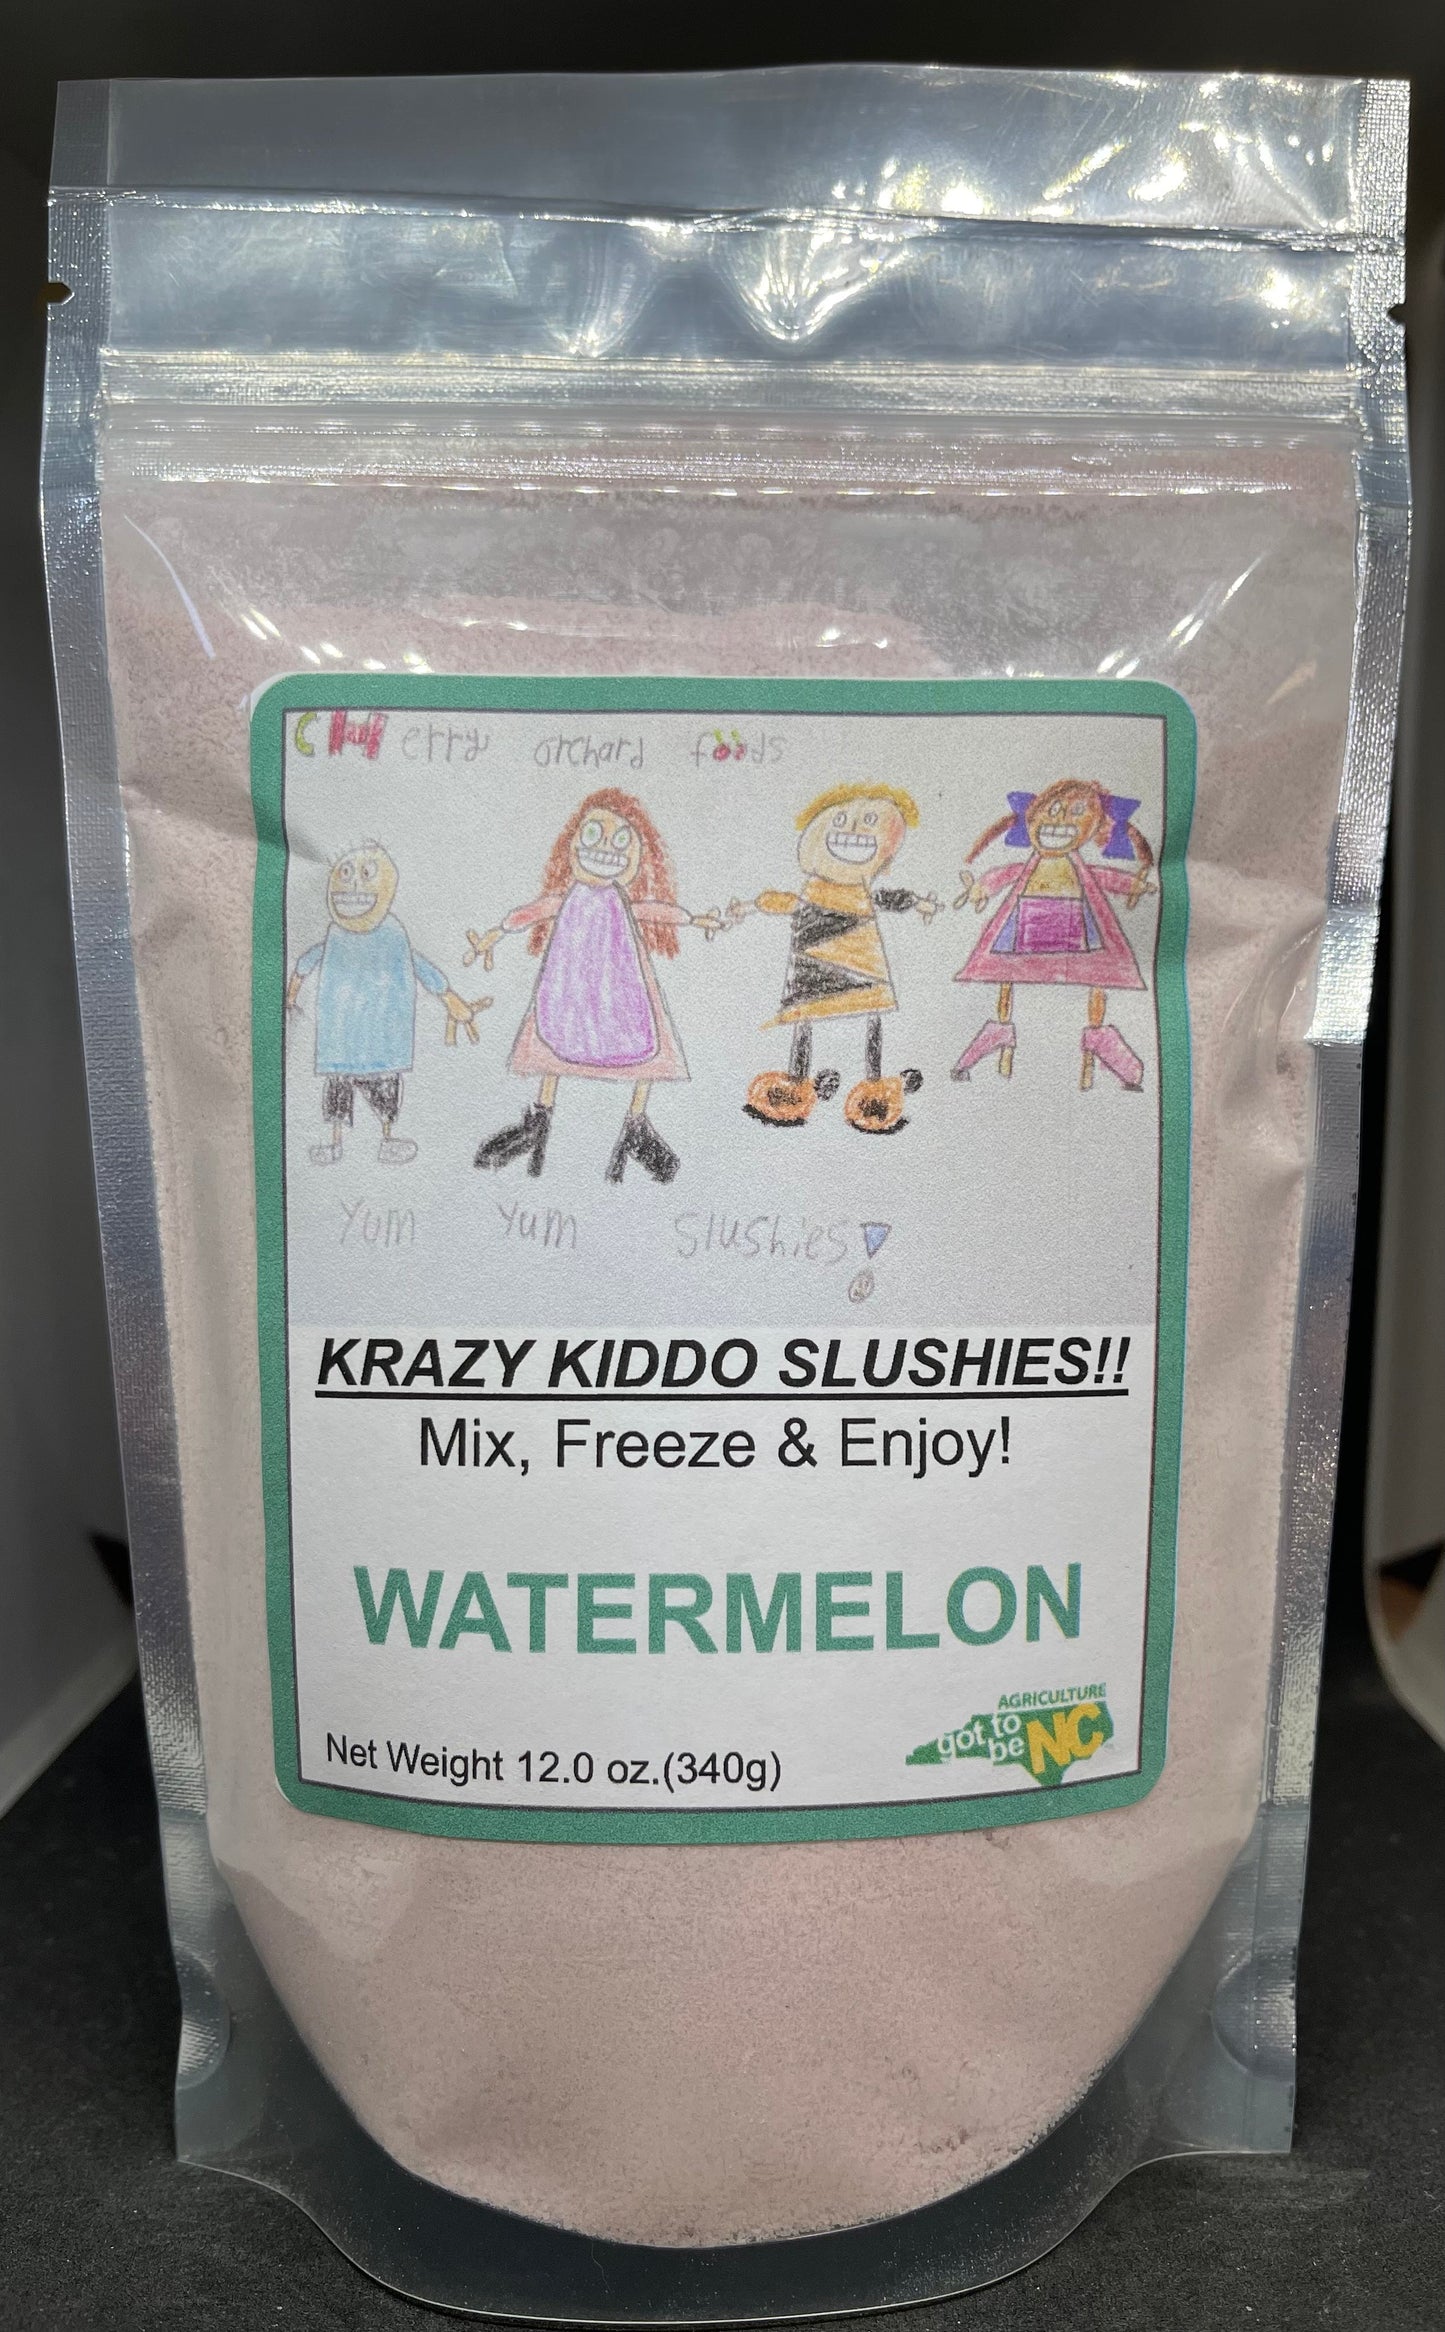 Cherry orchard foods
Yum Yum Slushies!
KRAZY KIDDO SLUSHIES!!
Mix, Freeze & Enjoy!
WATERMELON
AGRICULTURE
got to
be NC
Net Weight 12.0 oz.(340g)